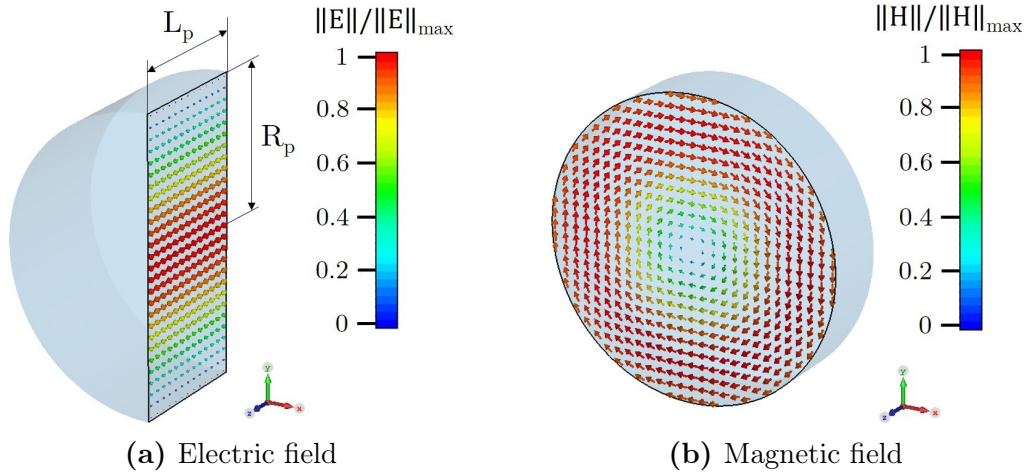 L_p
R_p
‖E‖/‖E‖_max
1
0.8
0.6
0.4
0.2
0
y
z
x
(a) Electric field
‖H‖/‖H‖_max
1
0.8
0.6
0.4
0.2
0
y
z
x
(b) Magnetic field